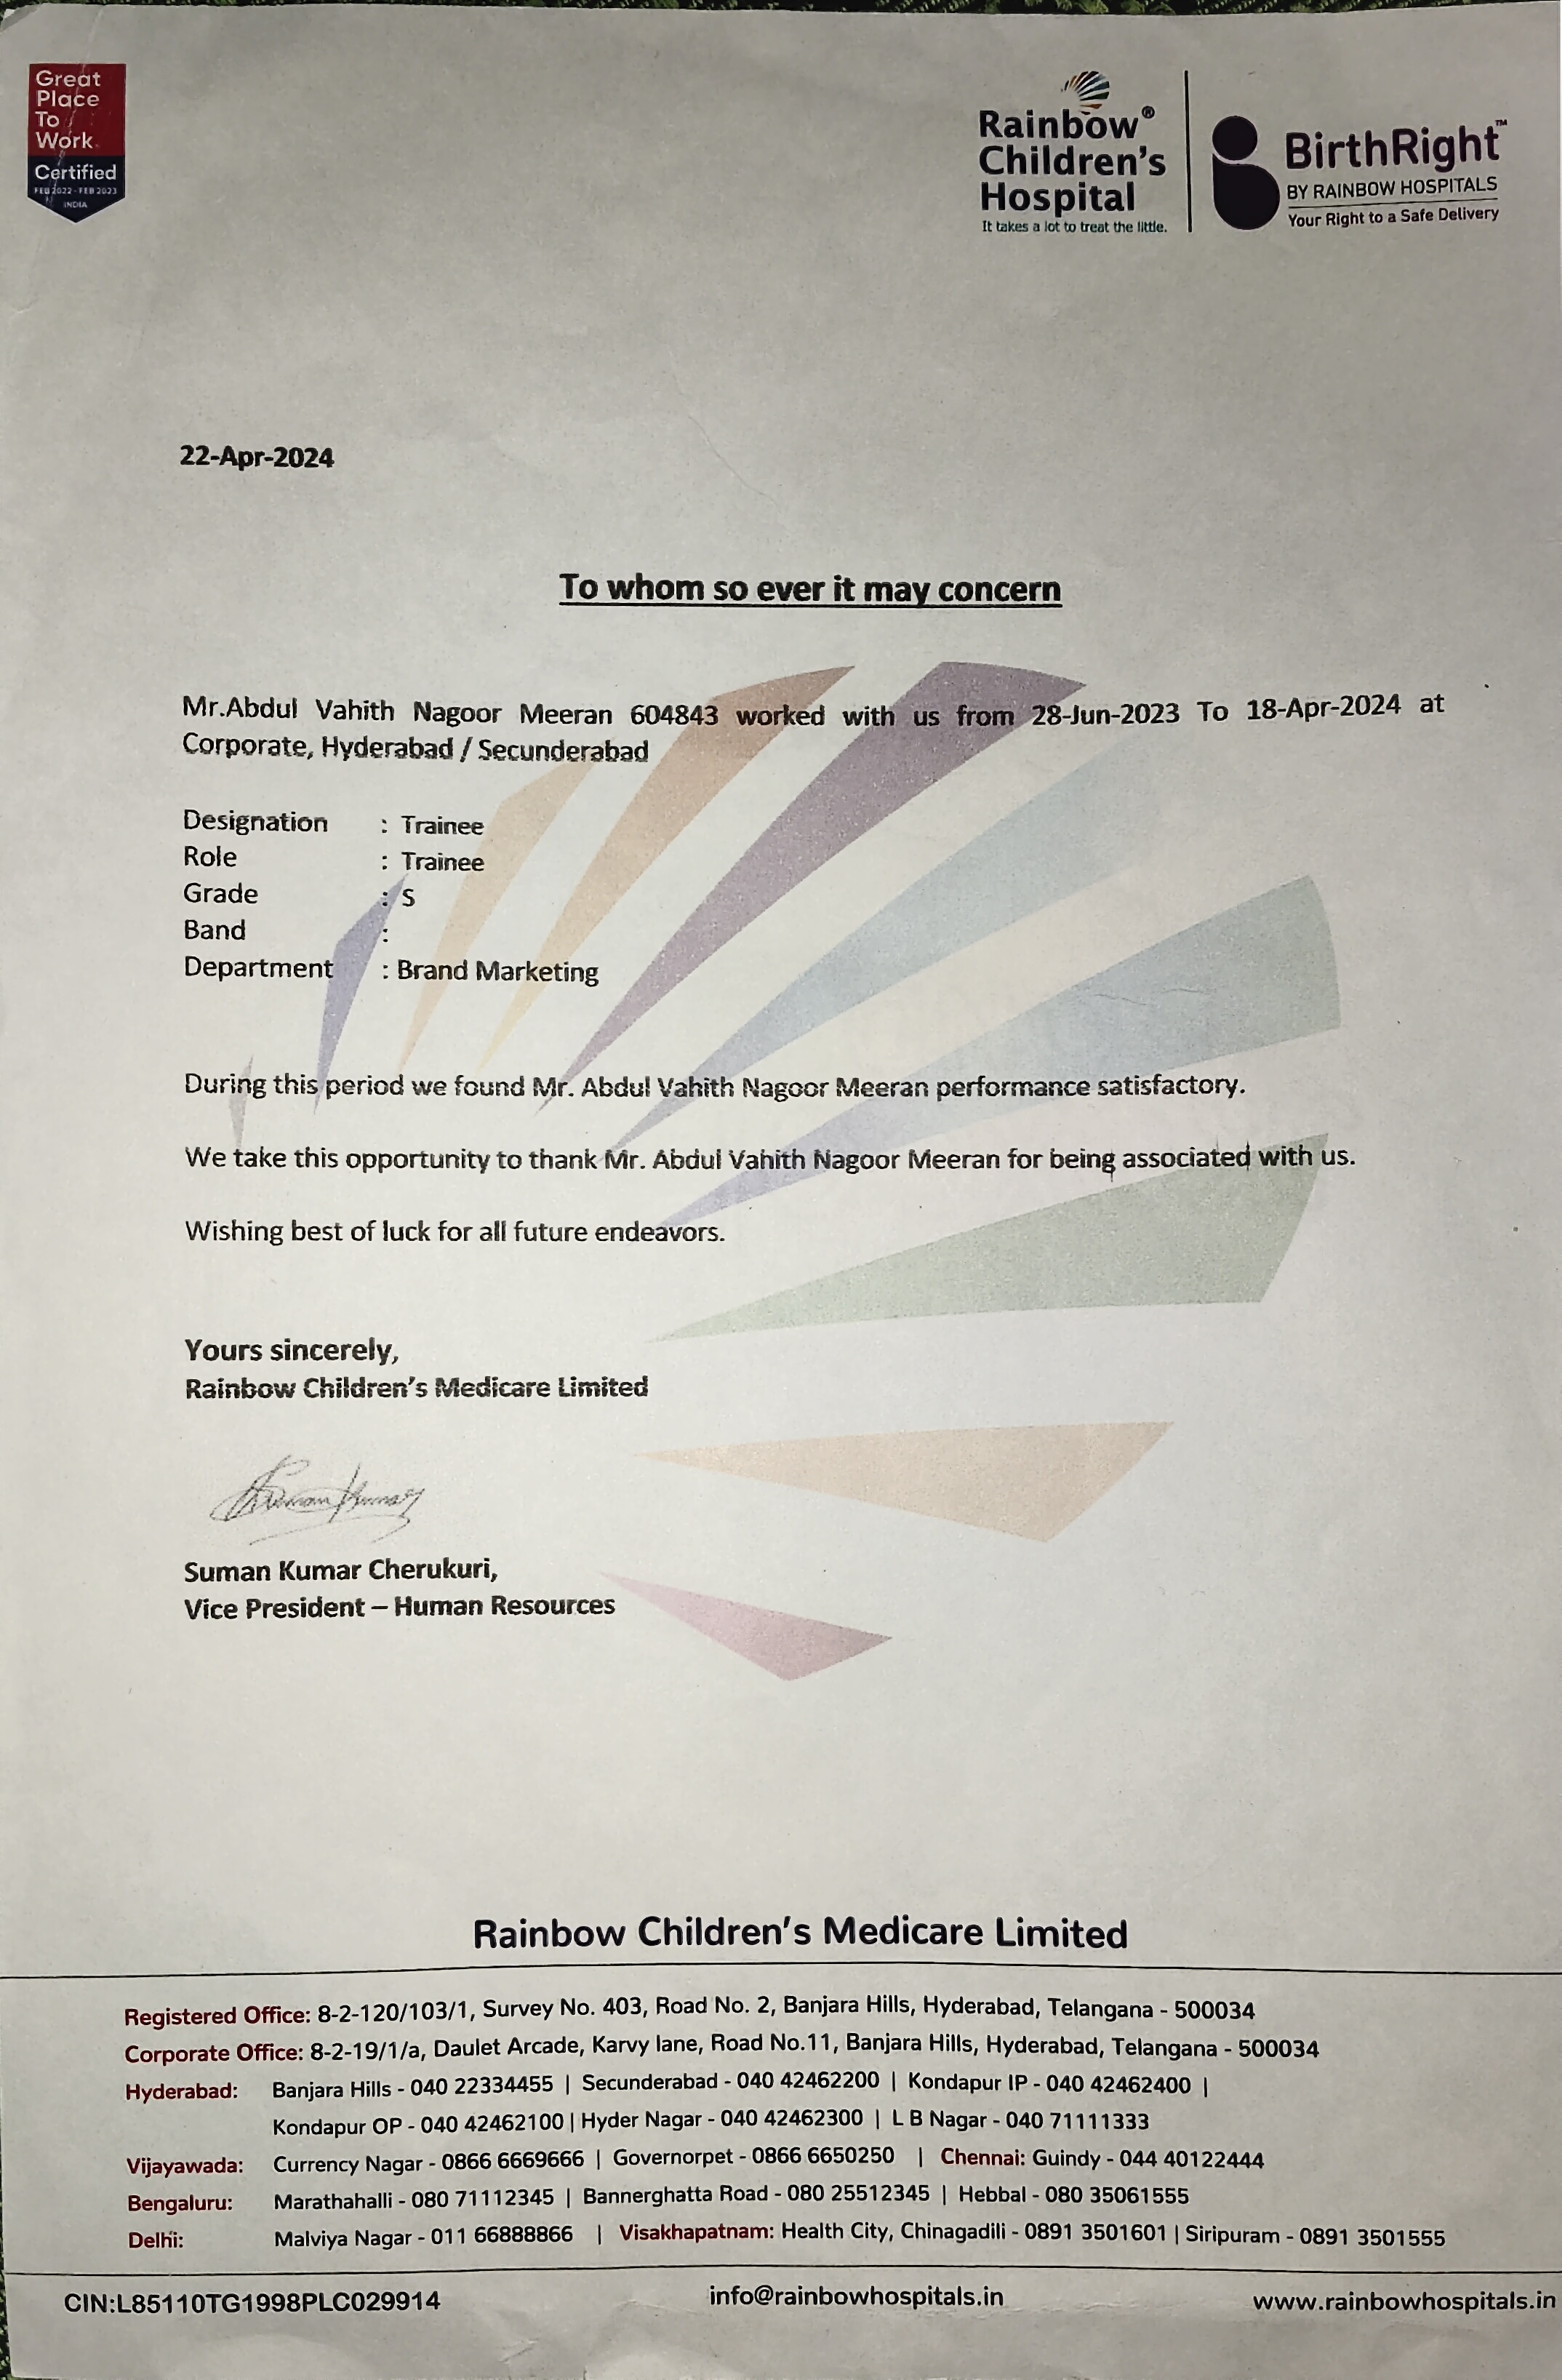 Great
Place
To
Work.
Certified
FEB 2022 - FEB 2023
INDIA
Rainbow®
Children's
Hospital
It takes a lot to treat the little.
BirthRight™
BY RAINBOW HOSPITALS
Your Right to a Safe Delivery
22-Apr-2024
To whom so ever it may concern
Mr.Abdul Vahith Nagoor Meeran 604843 worked with us from 28-Jun-2023 To 18-Apr-2024 at
Corporate, Hyderabad / Secunderabad
Designation : Trainee
Role : Trainee
Grade : S
Band :
Department : Brand Marketing
During this period we found Mr. Abdul Vahith Nagoor Meeran performance satisfactory.
We take this opportunity to thank Mr. Abdul Vahith Nagoor Meeran for being associated with us.
Wishing best of luck for all future endeavors.
Yours sincerely,
Rainbow Children's Medicare Limited
Suman Kumar
Suman Kumar Cherukuri,
Vice President – Human Resources
Rainbow Children's Medicare Limited
Registered Office: 8-2-120/103/1, Survey No. 403, Road No. 2, Banjara Hills, Hyderabad, Telangana - 500034
Corporate Office: 8-2-19/1/a, Daulet Arcade, Karvy lane, Road No.11, Banjara Hills, Hyderabad, Telangana - 500034
Hyderabad: Banjara Hills - 040 22334455 | Secunderabad - 040 42462200 | Kondapur IP - 040 42462400 |
Kondapur OP - 040 42462100 | Hyder Nagar - 040 42462300 | L B Nagar - 040 71111333
Vijayawada: Currency Nagar - 0866 6669666 | Governorpet - 0866 6650250 | Chennai: Guindy - 044 40122444
Bengaluru: Marathahalli - 080 71112345 | Bannerghatta Road - 080 25512345 | Hebbal - 080 35061555
Delhi: Malviya Nagar - 011 66888866 | Visakhapatnam: Health City, Chinagadili - 0891 3501601 | Siripuram - 0891 3501555
CIN:L85110TG1998PLC029914 info@rainbowhospitals.in www.rainbowhospitals.in